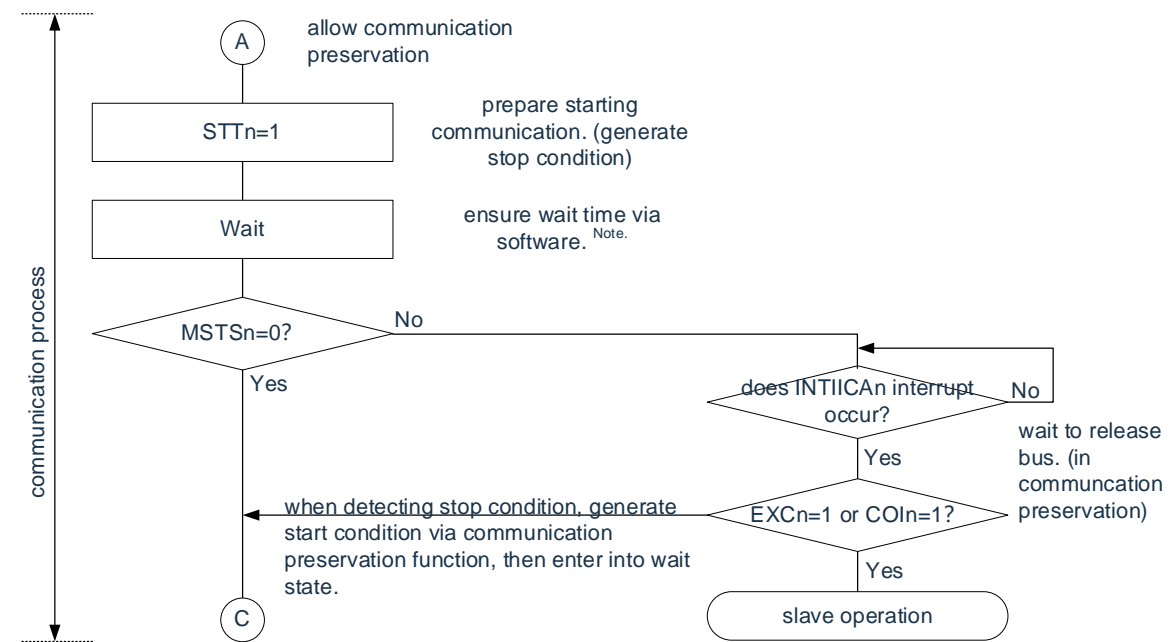 A
allow communication
preservation
STTn=1
prepare starting
communication. (generate
stop condition)
Wait
ensure wait time via
software. Note.
communication process
MSTSn=0?
No
Yes
does INTIICAn interrupt
occur?
No
Yes
wait to release
bus. (in
communcation
preservation)
EXCn=1 or COIn=1?
when detecting stop condition, generate
start condition via communication
preservation function, then enter into wait
state.
Yes
C
slave operation